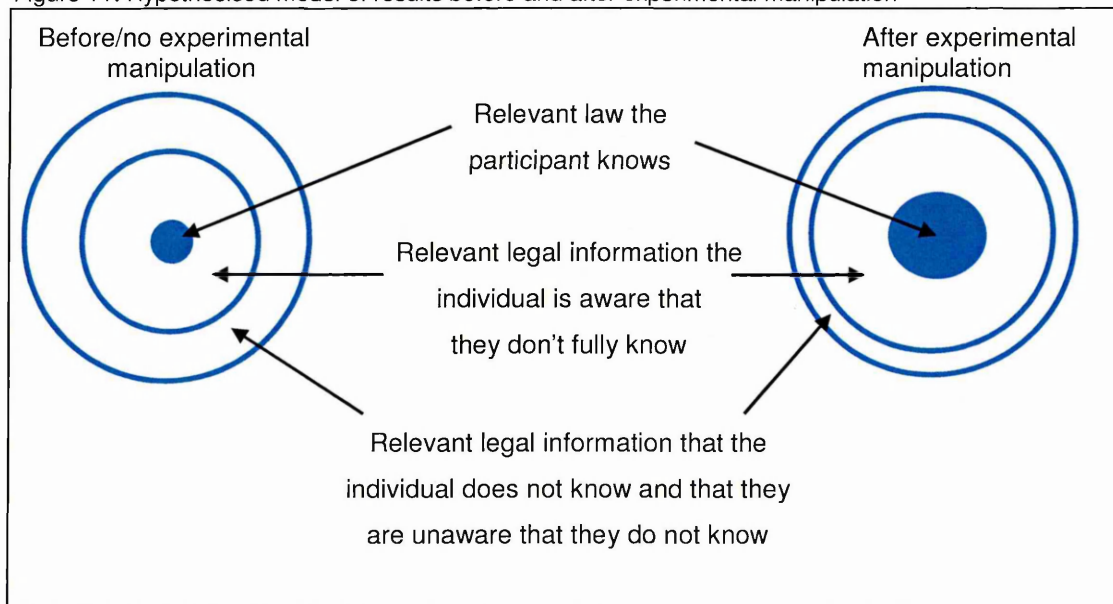 Before/no experimental
manipulation
After experimental
manipulation
Relevant law the
participant knows
Relevant legal information the
individual is aware that
they don't fully know
Relevant legal information that the
individual does not know and that they
are unaware that they do not know